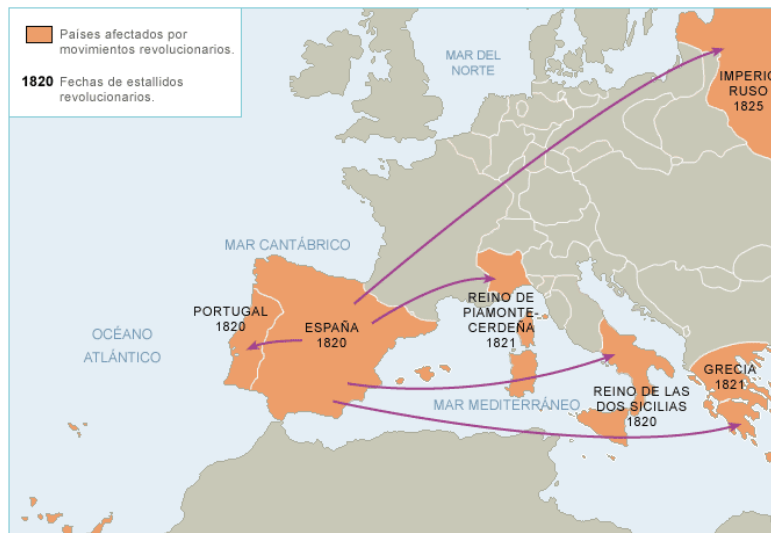 Países afectados por
movimientos revolucionarios.
1820 Fechas de estallidos
revolucionarios.
MAR DEL
NORTE
IMPERIO
RUSO
1825
MAR CANTÁBRICO
PORTUGAL
1820
ESPAÑA
1820
REINO DE
PIAMONTE-
CERDEÑA
1821
OCÉANO
ATLÁNTICO
GRECIA
1821
MAR MEDITERRÁNEO
REINO DE LAS
DOS SICILIAS
1820